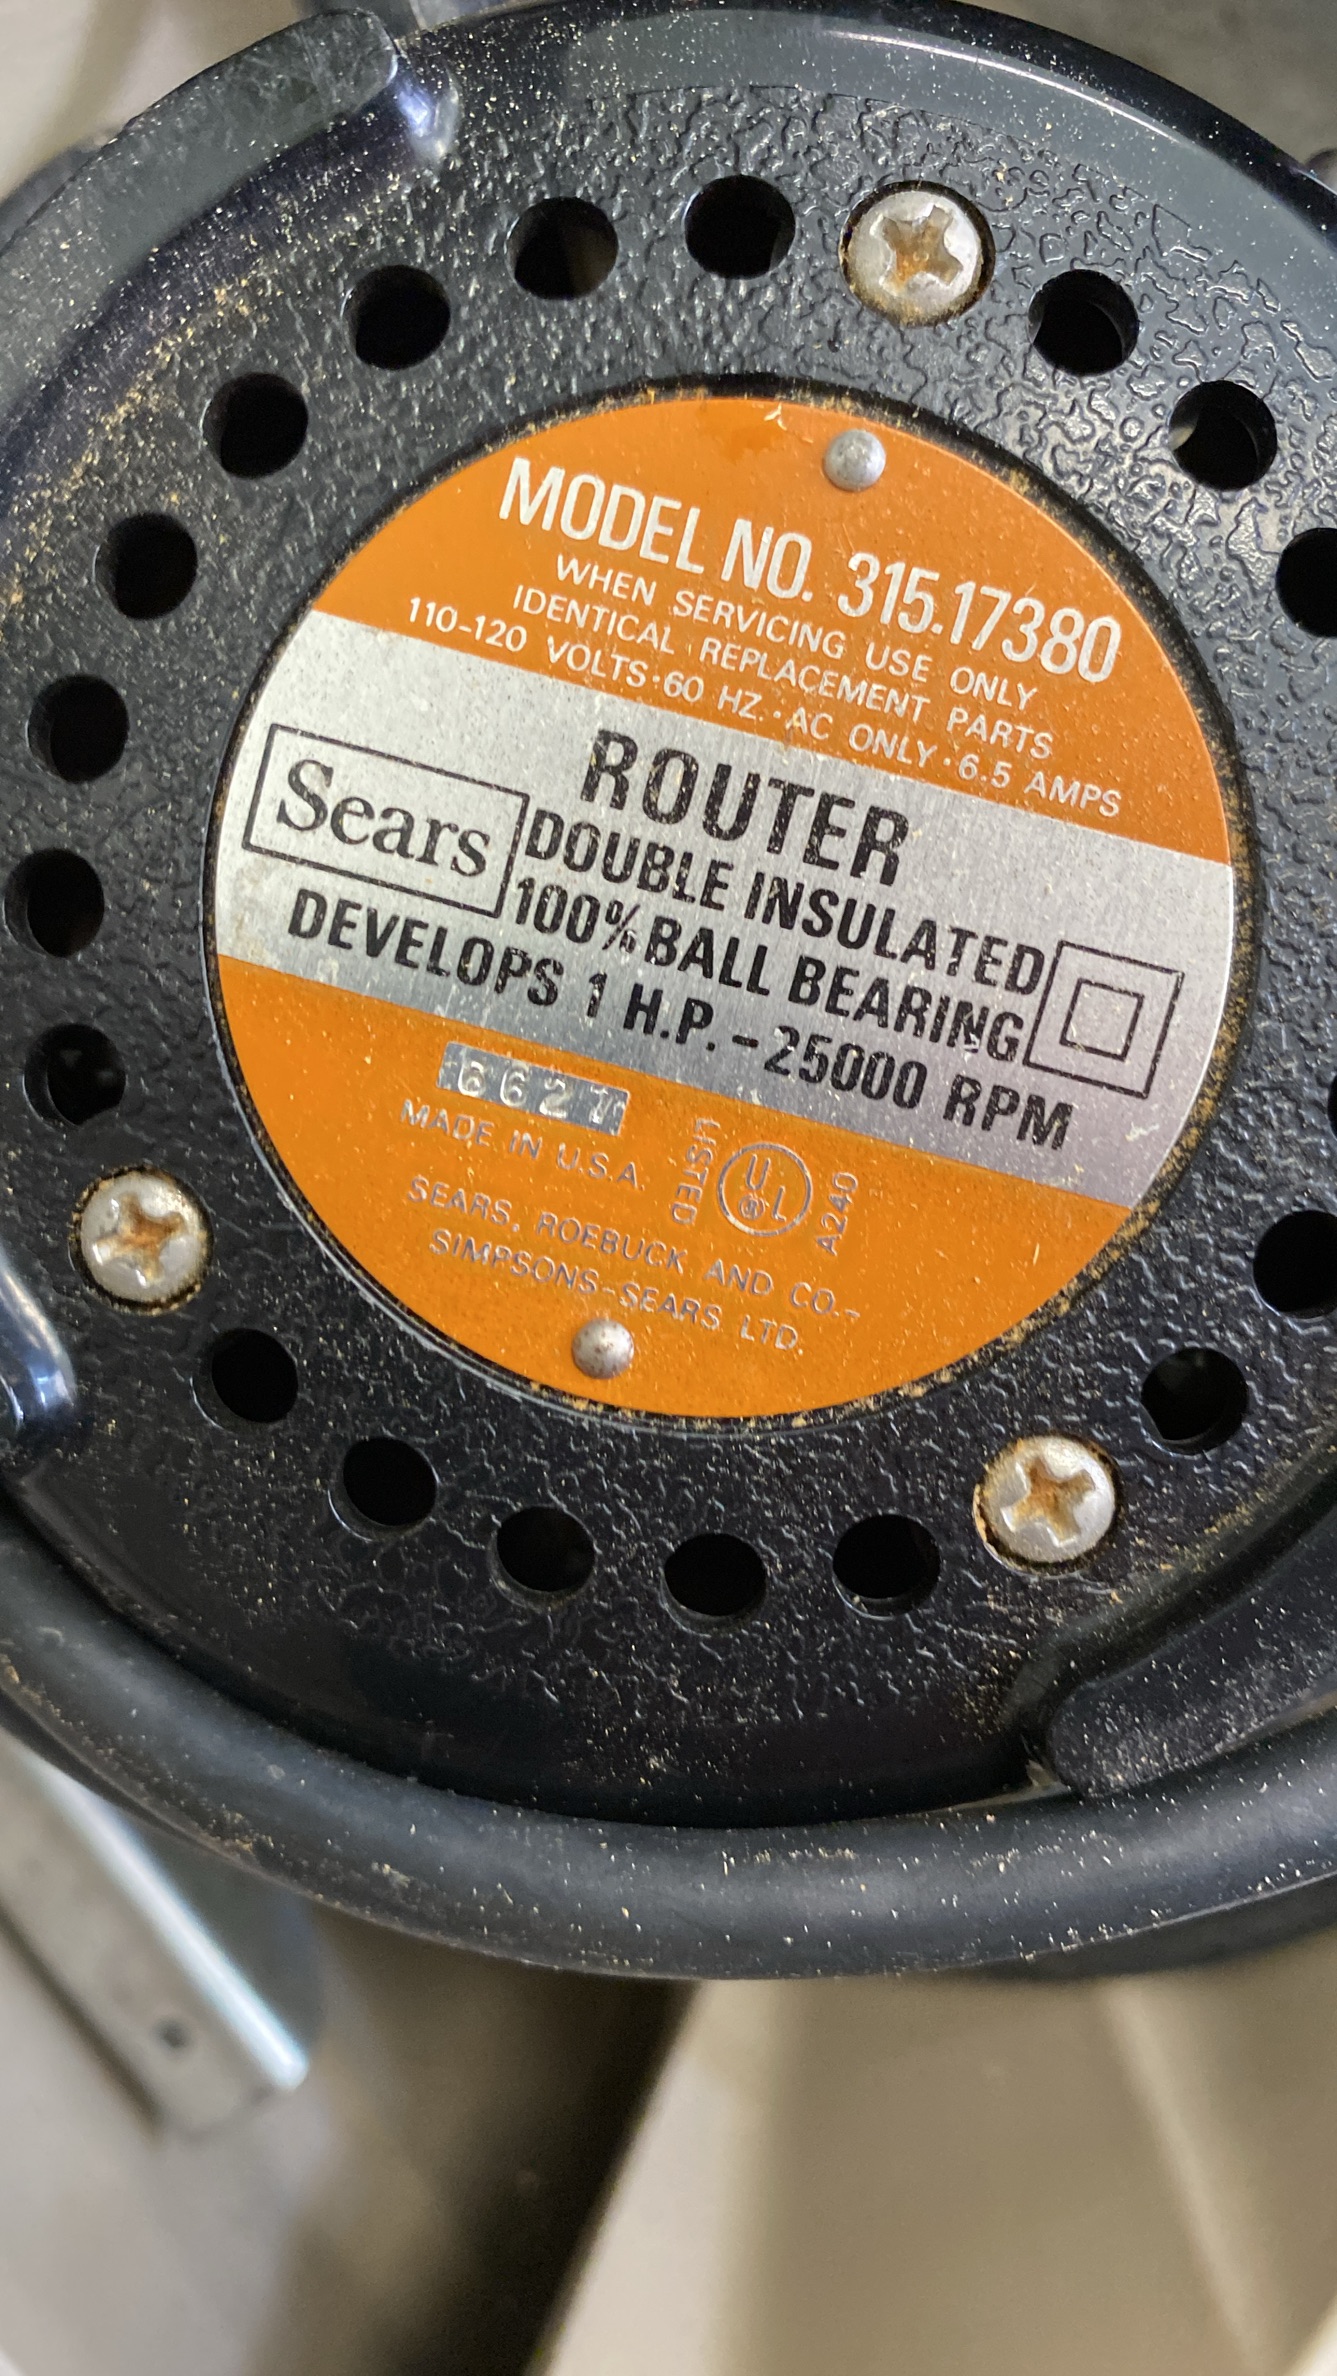 MODEL NO. 315.17380
WHEN SERVICING USE ONLY
IDENTICAL REPLACEMENT PARTS
110-120 VOLTS·60 HZ·AC ONLY·6.5 AMPS
ROUTER
Sears
DOUBLE INSULATED
100% BALL BEARING
DEVELOPS 1 H.P. - 25000 RPM
6627
MADE IN U.S.A.
LISTED
UL
A240
SEARS, ROEBUCK AND CO.-
SIMPSONS-SEARS LTD.